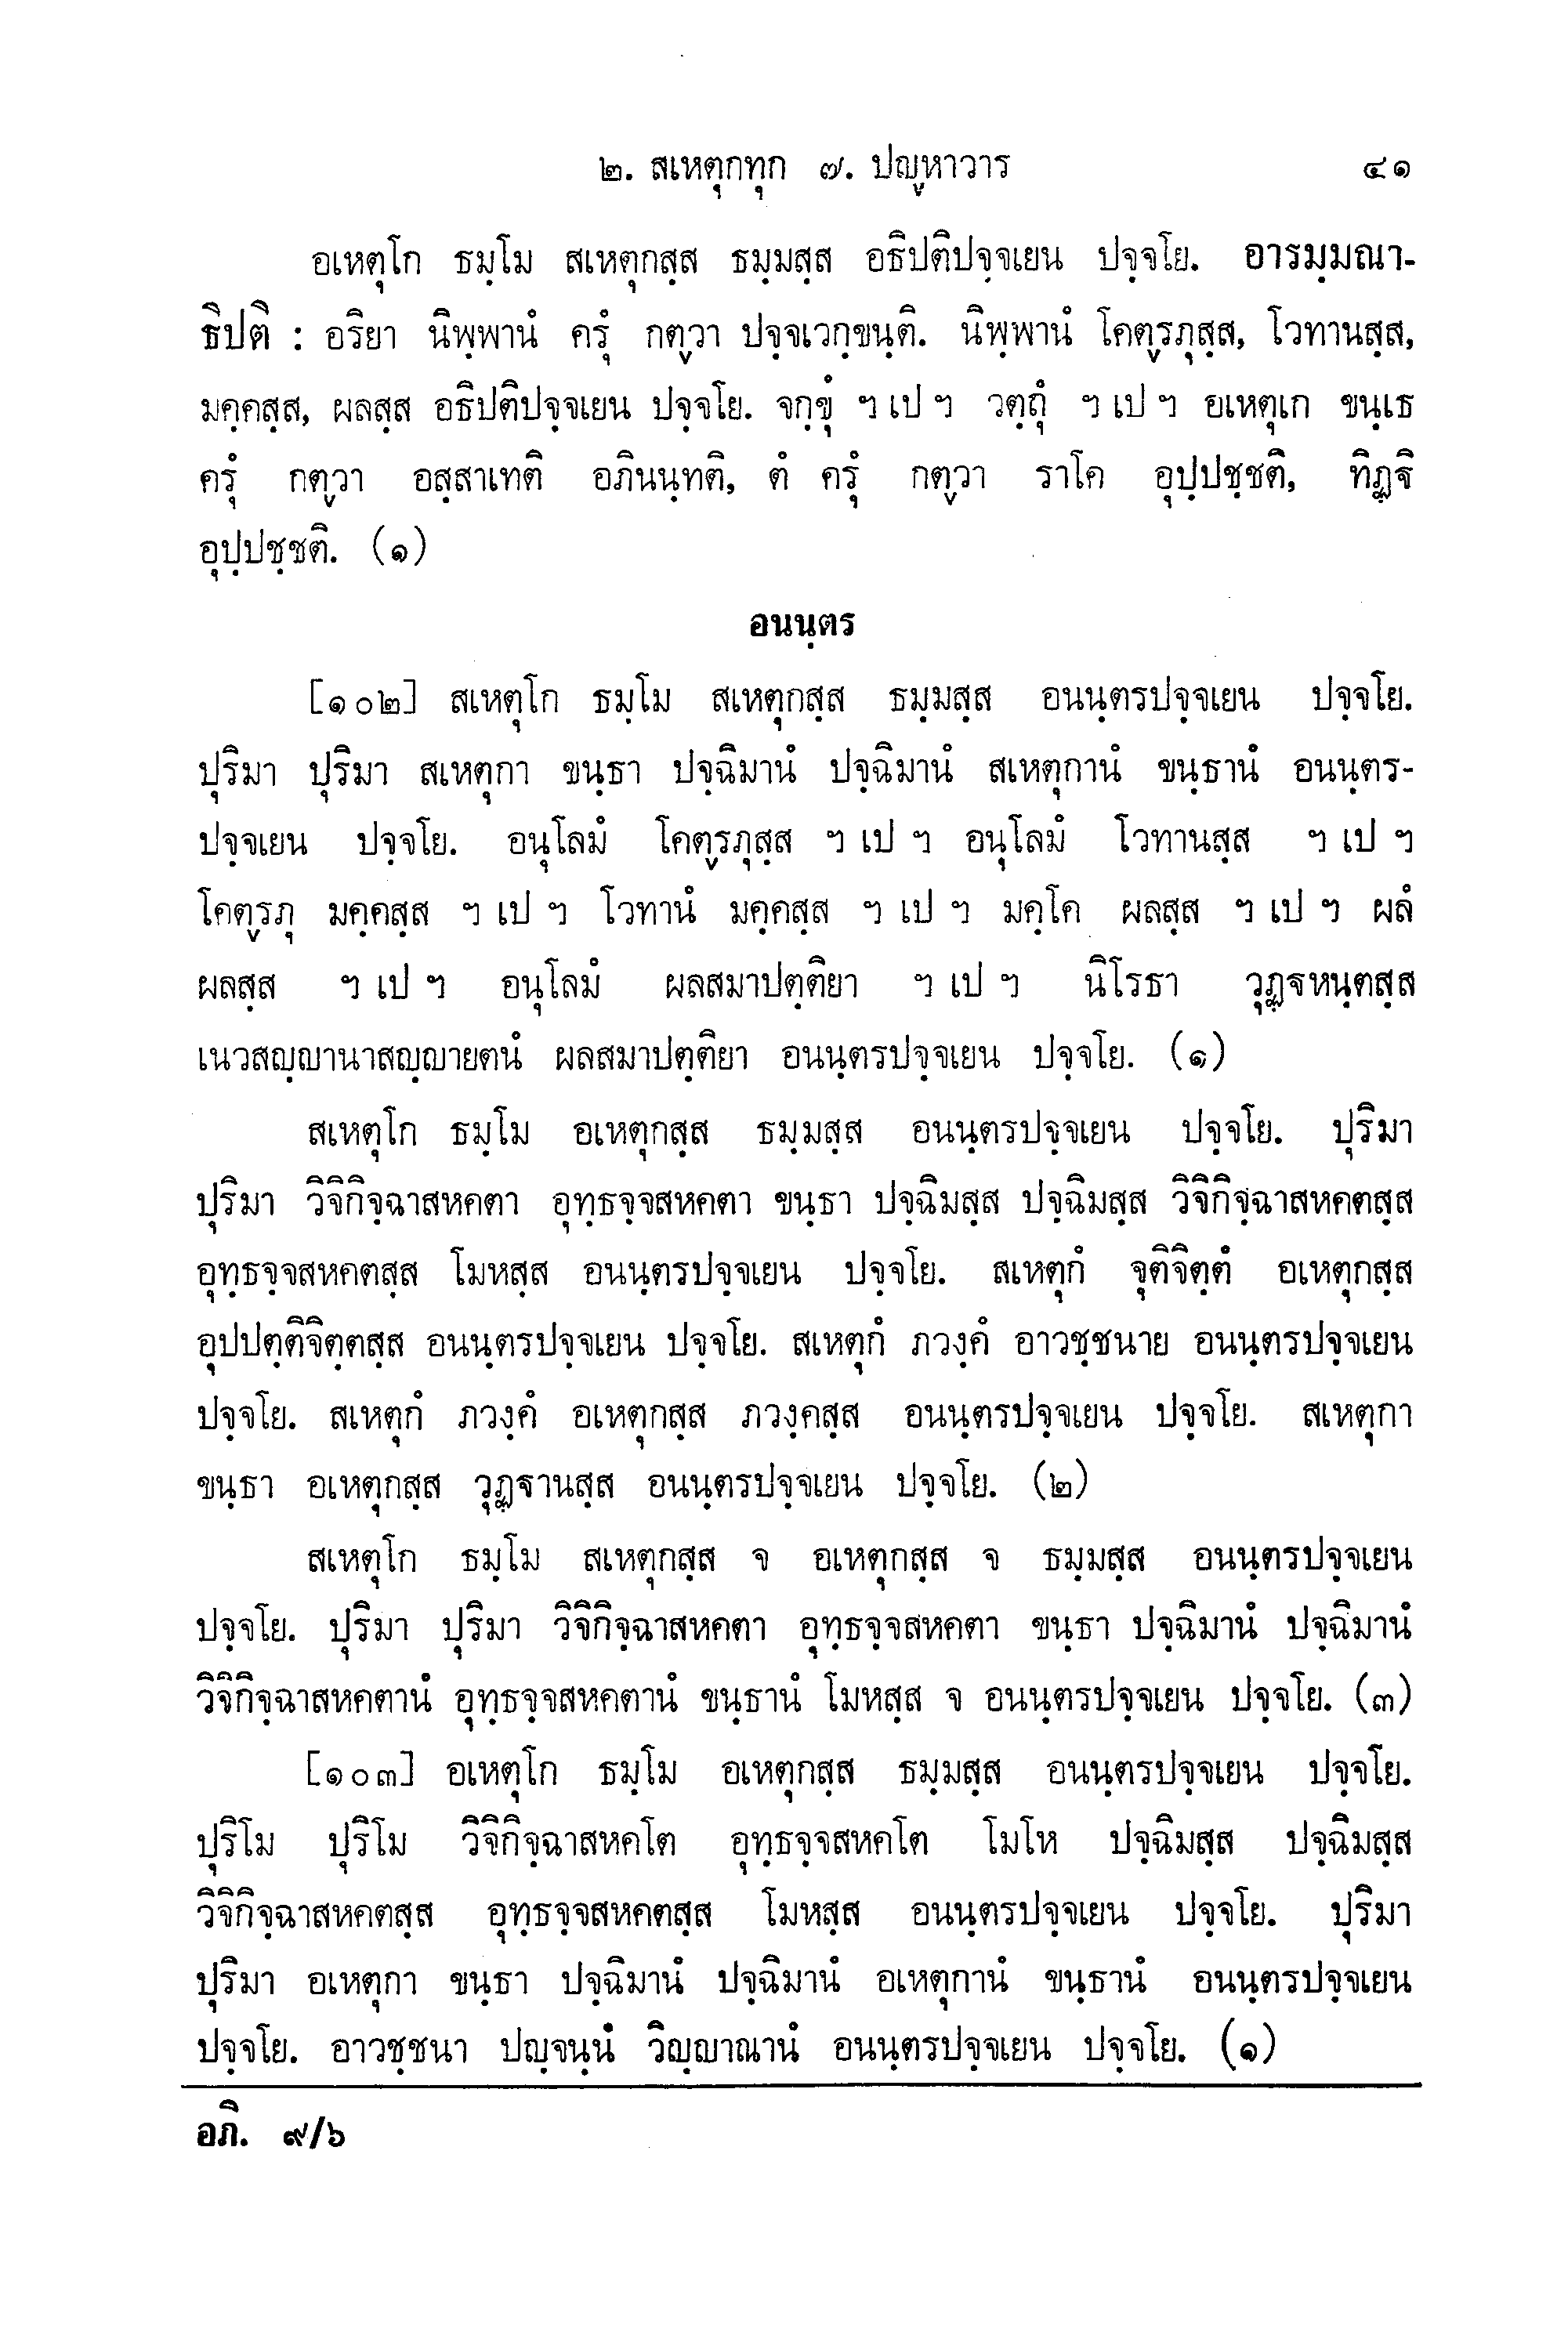 ๒. สเหตุกทุก ๗. ปญฺหาวาร ๔๑
อเหตุโก ธมฺโม สเหตุกสฺส ธมฺมสฺส อธิปติปจฺจเยน ปจฺจโย. อารมฺมณา-
ธิปติ : อริยา นิพฺพานํ ครุํ กตฺวา ปจฺจเวกฺขนฺติ. นิพฺพานํ โคตฺรภุสฺส, โวทานสฺส,
มคฺคสฺส, ผลสฺส อธิปติปจฺจเยน ปจฺจโย. จกฺขุํ ฯ เป ฯ วตฺถุํ ฯ เป ฯ อเหตุเก ขนฺเธ
ครุํ กตฺวา อสฺสาเทติ อภินนฺทติ, ตํ ครุํ กตฺวา ราโค อุปฺปชฺชติ, ทิฏฺฐิ
อุปฺปชฺชติ. (๑)
อนนฺตร
[๑๐๒] สเหตุโก ธมฺโม สเหตุกสฺส ธมฺมสฺส อนนฺตรปจฺจเยน ปจฺจโย.
ปุริมา ปุริมา สเหตุกา ขนฺธา ปจฺฉิมานํ ปจฺฉิมานํ สเหตุกานํ ขนฺธานํ อนนฺตร-
ปจฺจเยน ปจฺจโย. อนุโลมํ โคตฺรภุสฺส ฯ เป ฯ อนุโลมํ โวทานสฺส ฯ เป ฯ
โคตฺรภุ มคฺคสฺส ฯ เป ฯ โวทานํ มคฺคสฺส ฯ เป ฯ มคฺโค ผลสฺส ฯ เป ฯ ผลํ
ผลสฺส ฯ เป ฯ อนุโลมํ ผลสมาปตฺติยา ฯ เป ฯ นิโรธา วุฏฺฐหนฺตสฺส
เนวสญฺญานาสญฺญายตนํ ผลสมาปตฺติยา อนนฺตรปจฺจเยน ปจฺจโย. (๑)
สเหตุโก ธมฺโม อเหตุกสฺส ธมฺมสฺส อนนฺตรปจฺจเยน ปจฺจโย. ปุริมา
ปุริมา วิจิกิจฺฉาสหคตา อุทฺธจฺจสหคตา ขนฺธา ปจฺฉิมสฺส ปจฺฉิมสฺส วิจิกิจฺฉาสหคตสฺส
อุทฺธจฺจสหคตสฺส โมหสฺส อนนฺตรปจฺจเยน ปจฺจโย. สเหตุกํ จุติจิตฺตํ อเหตุกสฺส
อุปปตฺติจิตฺตสฺส อนนฺตรปจฺจเยน ปจฺจโย. สเหตุกํ ภวงฺคํ อาวชฺชนาย อนนฺตรปจฺจเยน
ปจฺจโย. สเหตุกํ ภวงฺคํ อเหตุกสฺส ภวงฺคสฺส อนนฺตรปจฺจเยน ปจฺจโย. สเหตุกา
ขนฺธา อเหตุกสฺส วุฏฺฐานสฺส อนนฺตรปจฺจเยน ปจฺจโย. (๒)
สเหตุโก ธมฺโม สเหตุกสฺส จ อเหตุกสฺส จ ธมฺมสฺส อนนฺตรปจฺจเยน
ปจฺจโย. ปุริมา ปุริมา วิจิกิจฺฉาสหคตา อุทฺธจฺจสหคตา ขนฺธา ปจฺฉิมานํ ปจฺฉิมานํ
วิจิกิจฺฉาสหคตานํ อุทฺธจฺจสหคตานํ ขนฺธานํ โมหสฺส จ อนนฺตรปจฺจเยน ปจฺจโย. (๓)
[๑๐๓] อเหตุโก ธมฺโม อเหตุกสฺส ธมฺมสฺส อนนฺตรปจฺจเยน ปจฺจโย.
ปุริโม ปุริโม วิจิกิจฺฉาสหคโต อุทฺธจฺจสหคโต โมโห ปจฺฉิมสฺส ปจฺฉิมสฺส
วิจิกิจฺฉาสหคตสฺส อุทฺธจฺจสหคตสฺส โมหสฺส อนนฺตรปจฺจเยน ปจฺจโย. ปุริมา
ปุริมา อเหตุกา ขนฺธา ปจฺฉิมานํ ปจฺฉิมานํ อเหตุกานํ ขนฺธานํ อนนฺตรปจฺจเยน
ปจฺจโย. อาวชฺชนา ปญฺจนฺนํ วิญฺญาณานํ อนนฺตรปจฺจเยน ปจฺจโย. (๑)
อภิ. ๙/๖